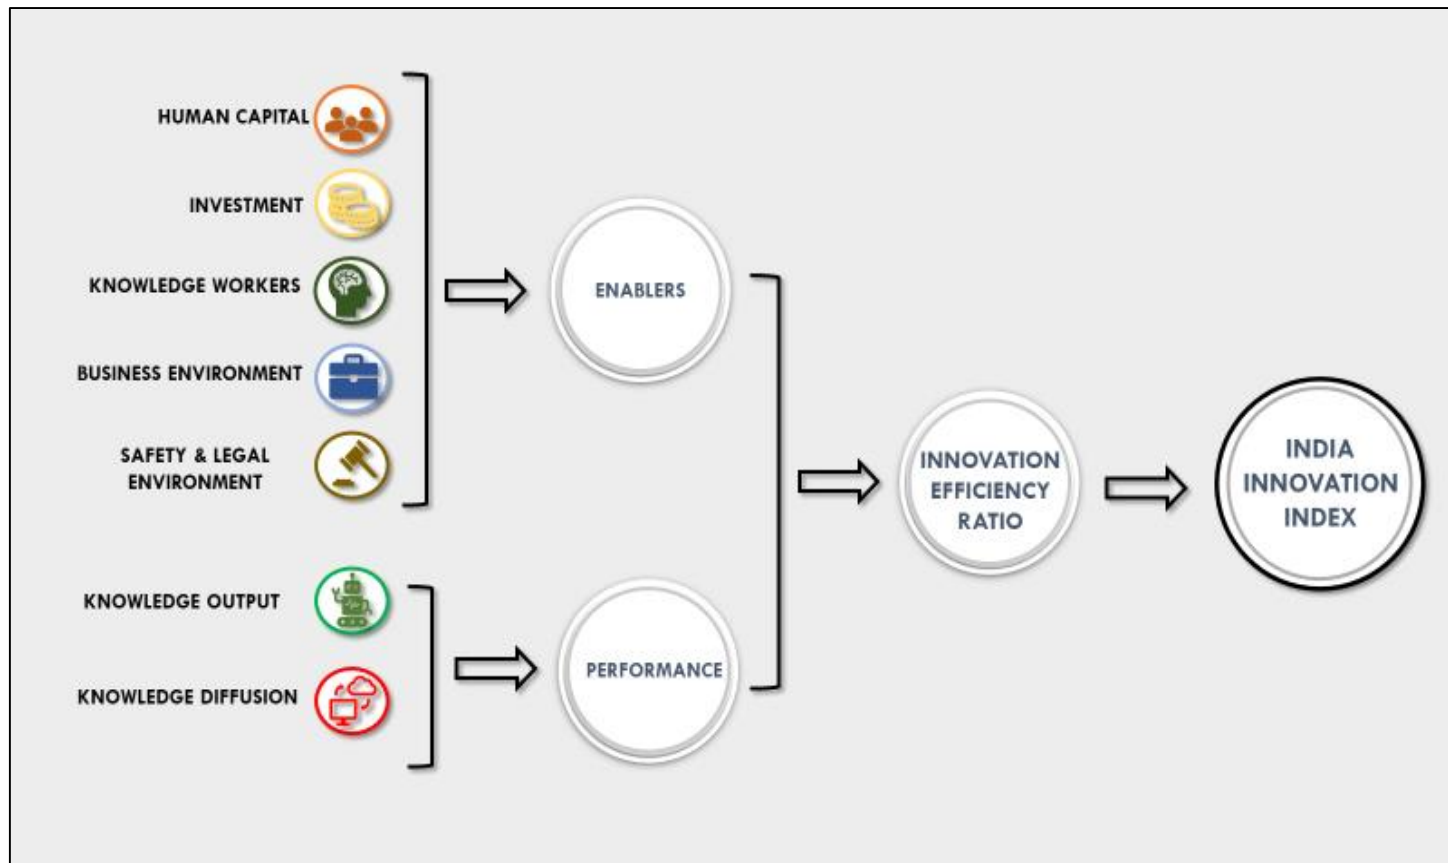 HUMAN CAPITAL
INVESTMENT
KNOWLEDGE WORKERS
BUSINESS ENVIRONMENT
SAFETY & LEGAL
ENVIRONMENT
KNOWLEDGE OUTPUT
KNOWLEDGE DIFFUSION
ENABLERS
PERFORMANCE
INNOVATION
EFFICIENCY
RATIO
INDIA
INNOVATION
INDEX